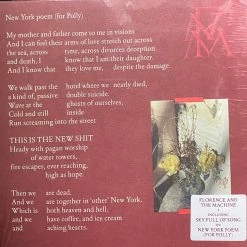 New York poem (for Polly)
My mother and father come to me in visions
And I can feel their arms of love stretch out across
the sea, across time, across divorces deception
and death, I know that I am their daughter.
And I know that they love me, despite the damage.
We walk past the hotel where we nearly died,
a kind of, passive double suicide.
Wave at the ghosts of ourselves,
Cold and still inside
Run screaming into the street
THIS IS THE NEW SHIT
Heady with pagan worship
of water towers,
fire escapes, ever reaching,
high as hope.
Then we are dead.
And we are together in 'other' New York.
Which is both heaven and hell,
and we have coffee, and ice cream
and aching hearts.
FLORENCE AND
THE MACHINE
INCLUDING
SKY FULL OF SONG
NEW YORK POEM
(FOR POLLY)